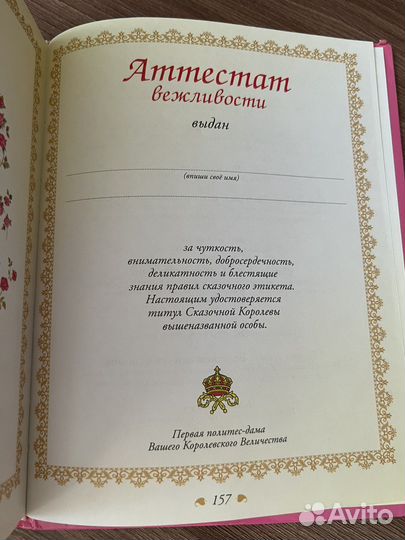 Аттестат
вежливости
выдан
(впиши своё имя)
за чуткость,
внимательность, добросердечность,
деликатность и блестящие
знания правил сказочного этикета.
Настоящим удостоверяется
титул Сказочной Королевы
вышеназванной особы.
Первая политес-дама
Вашего Королевского Величества
157
Avito